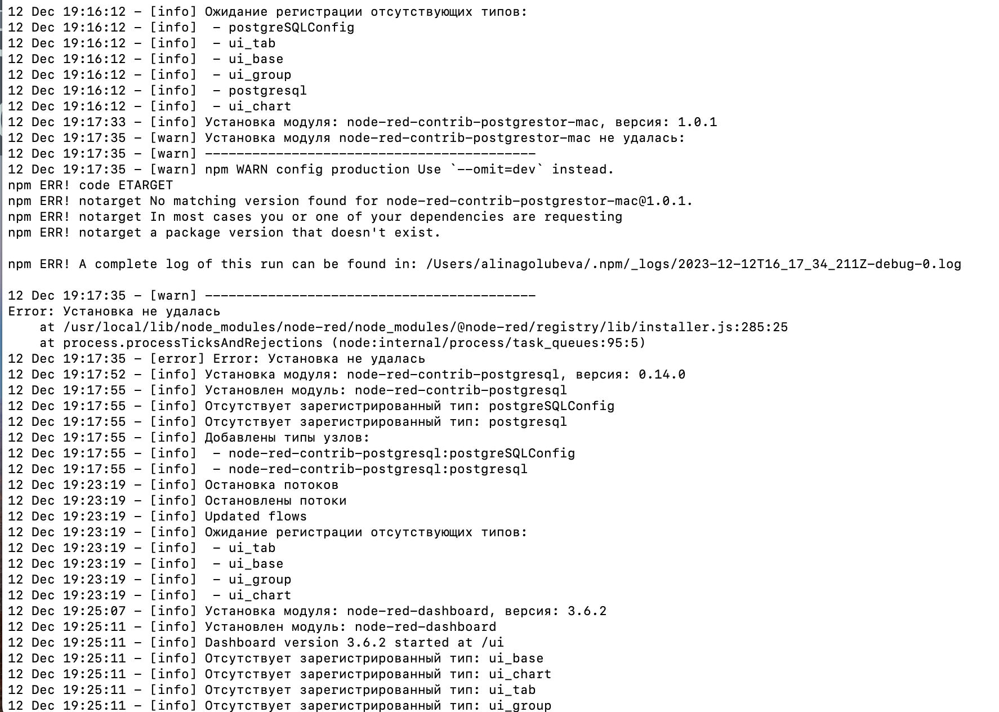 12 Dec 19:16:12 – [info] Ожидание регистрации отсутствующих типов:
12 Dec 19:16:12 – [info]  – postgreSQLConfig
12 Dec 19:16:12 – [info]  – ui_tab
12 Dec 19:16:12 – [info]  – ui_base
12 Dec 19:16:12 – [info]  – ui_group
12 Dec 19:16:12 – [info]  – postgresql
12 Dec 19:16:12 – [info]  – ui_chart
12 Dec 19:17:33 – [info] Установка модуля: node-red-contrib-postgrestor-mac, версия: 1.0.1
12 Dec 19:17:35 – [warn] Установка модуля node-red-contrib-postgrestor-mac не удалась:
12 Dec 19:17:35 – [warn] ------------------------------------------
12 Dec 19:17:35 – [warn] npm WARN config production Use `--omit=dev` instead.
npm ERR! code ETARGET
npm ERR! notarget No matching version found for node-red-contrib-postgrestor-mac@1.0.1.
npm ERR! notarget In most cases you or one of your dependencies are requesting
npm ERR! notarget a package version that doesn't exist.
npm ERR! A complete log of this run can be found in: /Users/alinagolubeva/.npm/_logs/2023-12-12T16_17_34_211Z-debug-0.log
12 Dec 19:17:35 – [warn] ------------------------------------------
Error: Установка не удалась
    at /usr/local/lib/node_modules/node-red/node_modules/@node-red/registry/lib/installer.js:285:25
    at process.processTicksAndRejections (node:internal/process/task_queues:95:5)
12 Dec 19:17:35 – [error] Error: Установка не удалась
12 Dec 19:17:52 – [info] Установка модуля: node-red-contrib-postgresql, версия: 0.14.0
12 Dec 19:17:55 – [info] Установлен модуль: node-red-contrib-postgresql
12 Dec 19:17:55 – [info] Отсутствует зарегистрированный тип: postgreSQLConfig
12 Dec 19:17:55 – [info] Отсутствует зарегистрированный тип: postgresql
12 Dec 19:17:55 – [info] Добавлены типы узлов:
12 Dec 19:17:55 – [info]  – node-red-contrib-postgresql:postgreSQLConfig
12 Dec 19:17:55 – [info]  – node-red-contrib-postgresql:postgresql
12 Dec 19:23:19 – [info] Остановка потоков
12 Dec 19:23:19 – [info] Остановлены потоки
12 Dec 19:23:19 – [info] Updated flows
12 Dec 19:23:19 – [info] Ожидание регистрации отсутствующих типов:
12 Dec 19:23:19 – [info]  – ui_tab
12 Dec 19:23:19 – [info]  – ui_base
12 Dec 19:23:19 – [info]  – ui_group
12 Dec 19:23:19 – [info]  – ui_chart
12 Dec 19:25:07 – [info] Установка модуля: node-red-dashboard, версия: 3.6.2
12 Dec 19:25:11 – [info] Установлен модуль: node-red-dashboard
12 Dec 19:25:11 – [info] Dashboard version 3.6.2 started at /ui
12 Dec 19:25:11 – [info] Отсутствует зарегистрированный тип: ui_base
12 Dec 19:25:11 – [info] Отсутствует зарегистрированный тип: ui_chart
12 Dec 19:25:11 – [info] Отсутствует зарегистрированный тип: ui_tab
12 Dec 19:25:11 – [info] Отсутствует зарегистрированный тип: ui_group